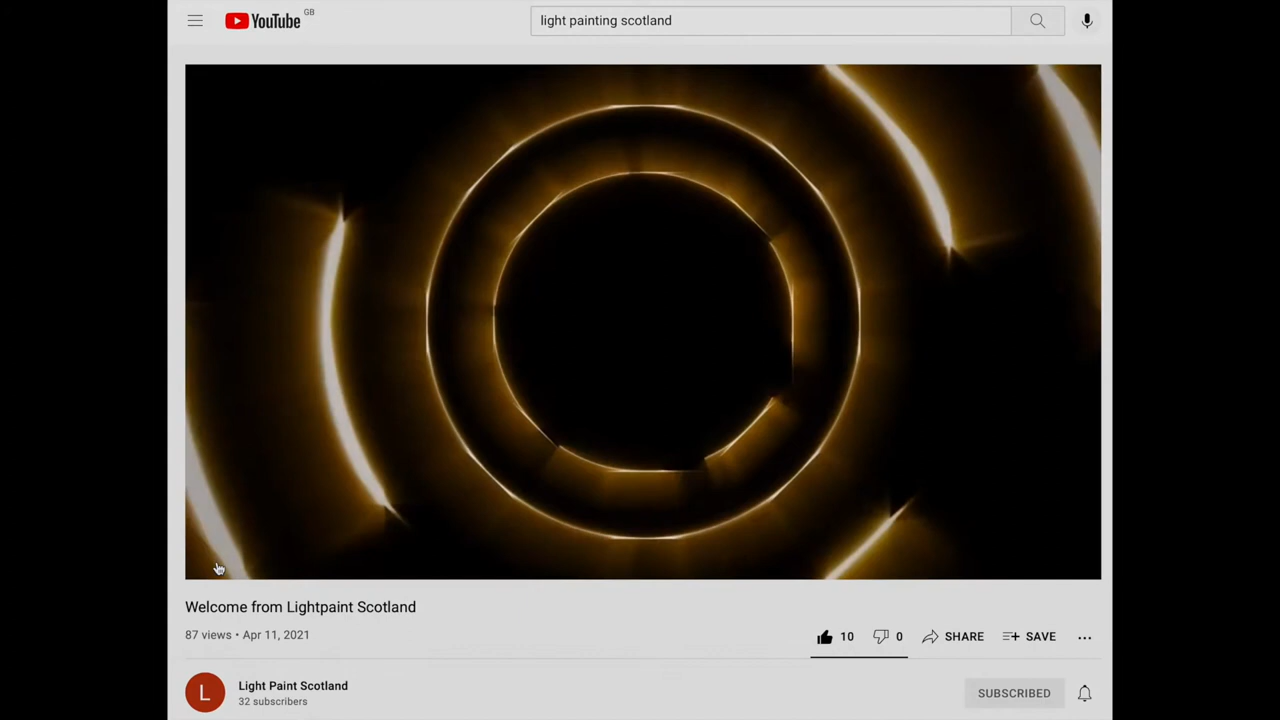 YouTube GB
light painting scotland
Welcome from Lightpaint Scotland
87 views • Apr 11, 2021
10 0 SHARE SAVE
L
Light Paint Scotland
32 subscribers
SUBSCRIBED